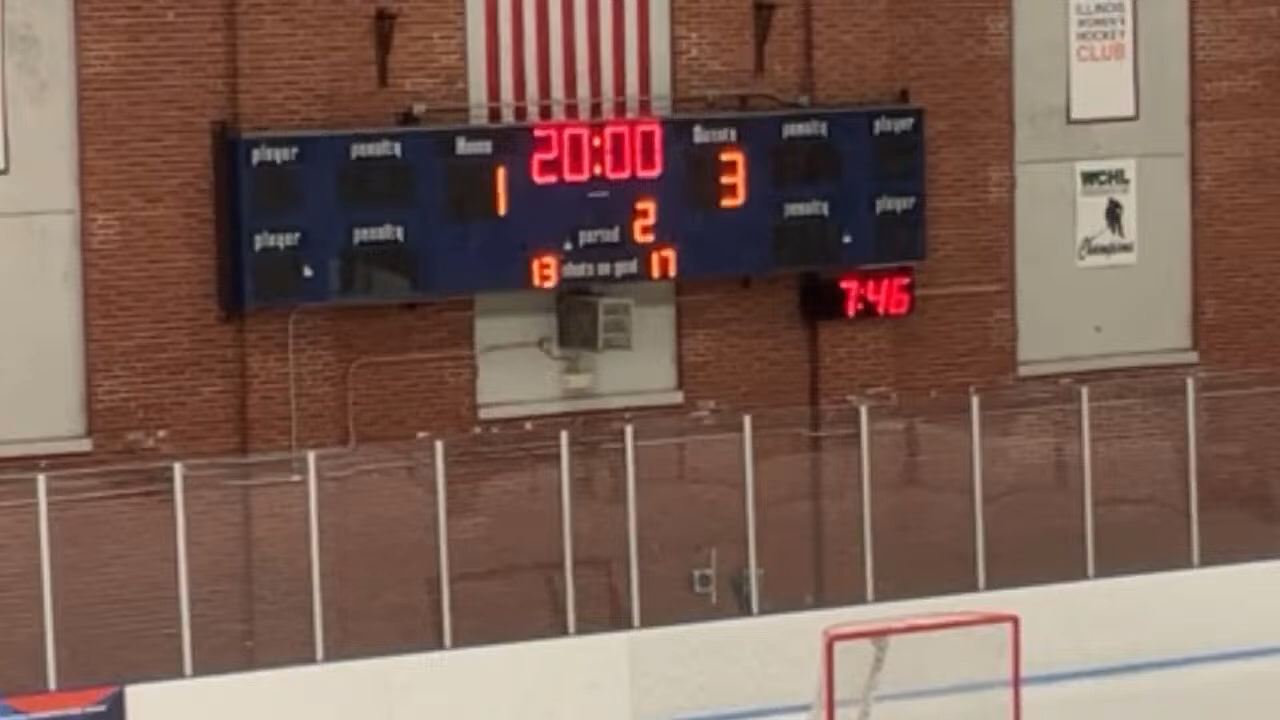 ILLINOIS
WOMEN'S
HOCKEY
CLUB
player
penalty
Home
20:00
Guests
penalty
player
1
3
player
penalty
period
2
penalty
player
13
shots on goal
17
7:46
WCHL
Champions